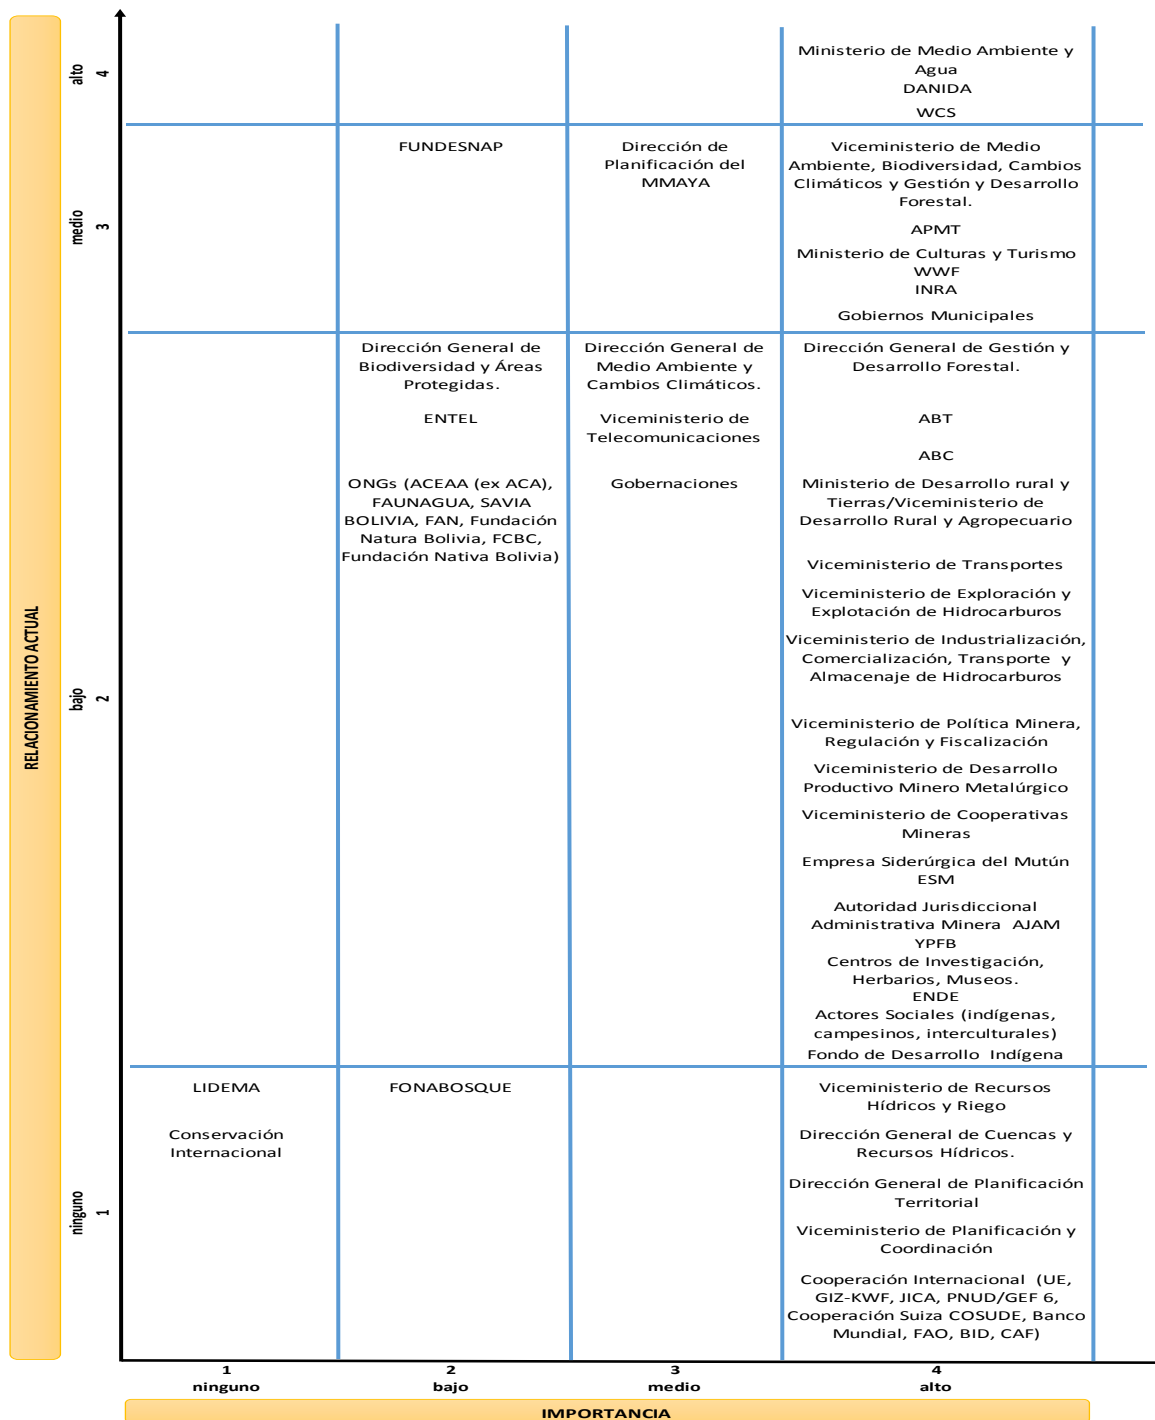 RELACIONAMIENTO ACTUAL
alto
4
Ministerio de Medio Ambiente y
Agua
DANIDA
WCS
medio
3
FUNDESNAP
Dirección de
Planificación del
MMAYA
Viceministerio de Medio
Ambiente, Biodiversidad, Cambios
Climáticos y Gestión y Desarrollo
Forestal.
APMT
Ministerio de Culturas y Turismo
WWF
INRA
Gobiernos Municipales
bajo
2
Dirección General de
Biodiversidad y Áreas
Protegidas.
ENTEL
ONGs (ACEAA (ex ACA),
FAUNAGUA, SAVIA
BOLIVIA, FAN, Fundación
Natura Bolivia, FCBC,
Fundación Nativa Bolivia)
Dirección General de
Medio Ambiente y
Cambios Climáticos.
Viceministerio de
Telecomunicaciones
Gobernaciones
Dirección General de Gestión y
Desarrollo Forestal.
ABT
ABC
Ministerio de Desarrollo rural y
Tierras/Viceministerio de
Desarrollo Rural y Agropecuario
Viceministerio de Transportes
Viceministerio de Exploración y
Explotación de Hidrocarburos
Viceministerio de Industrialización,
Comercialización, Transporte y
Almacenaje de Hidrocarburos
Viceministerio de Política Minera,
Regulación y Fiscalización
Viceministerio de Desarrollo
Productivo Minero Metalúrgico
Viceministerio de Cooperativas
Mineras
Empresa Siderúrgica del Mutún
ESM
Autoridad Jurisdiccional
Administrativa Minera AJAM
YPFB
Centros de Investigación,
Herbarios, Museos.
ENDE
Actores Sociales (indígenas,
campesinos, interculturales)
Fondo de Desarrollo Indígena
ninguno
1
LIDEMA
Conservación
Internacional
FONABOSQUE
Viceministerio de Recursos
Hídricos y Riego
Dirección General de Cuencas y
Recursos Hídricos.
Dirección General de Planificación
Territorial
Viceministerio de Planificación y
Coordinación
Cooperación Internacional (UE,
GIZ-KWF, JICA, PNUD/GEF 6,
Cooperación Suiza COSUDE, Banco
Mundial, FAO, BID, CAF)
1
ninguno
2
bajo
3
medio
4
alto
IMPORTANCIA